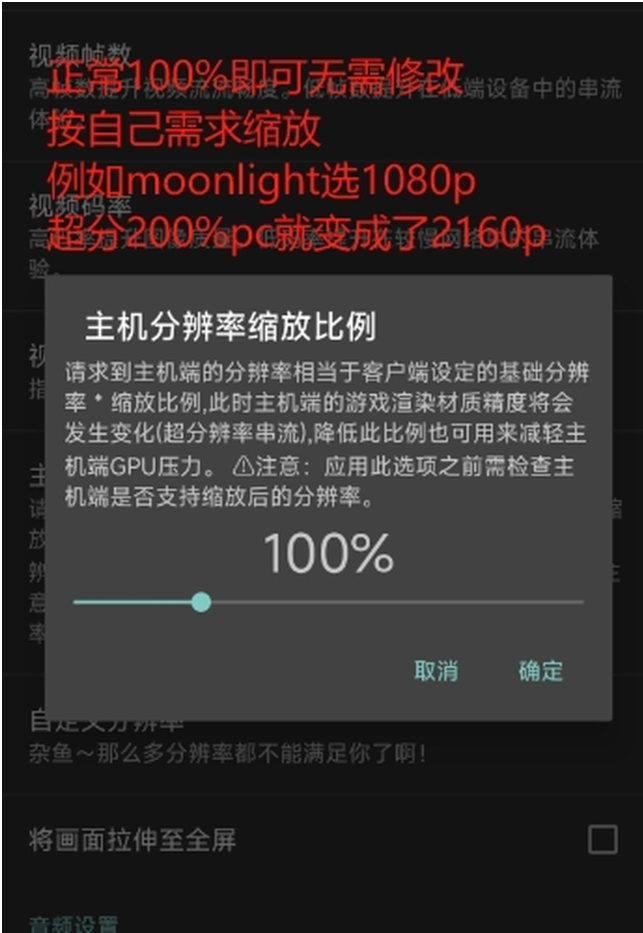 视频帧数
正常100%即可无需修改
按自己需求缩放
例如moonlight选1080p
视频码率
超分200%pc就变成了2160p
验。
主机分辨率缩放比例
请求到主机端的分辨率相当于客户端设定的基础分辨
率 * 缩放比例,此时主机端的游戏渲染材质精度将会
发生变化(超分辨率串流),降低此比例也可用来减轻主
机端GPU压力。 ⚠注意：应用此选项之前需检查主
机端是否支持缩放后的分辨率。
100%
取消 确定
自定义分辨率
杂鱼～那么多分辨率都不能满足你了啊！
将画面拉伸至全屏
音频设置